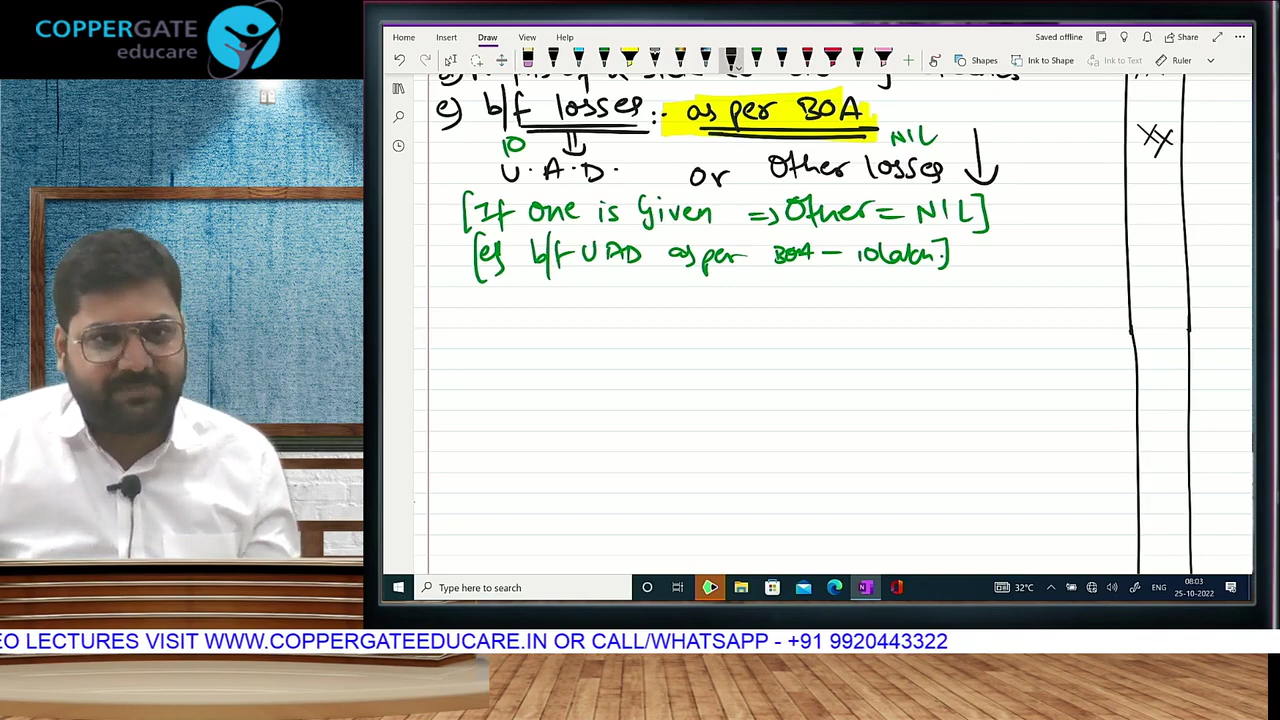 COPPERGATE
educare
Home Insert Draw View Help
Saved offline
Share
Shapes
Ink to Shape
Ink to Text
Math
Ruler
e) b/f losses :- as per BOA
XX
10
NIL
U.A.D. or Other losses
[If One is Given => Other = NIL]
[eg b/f UAD as per BOA - 10 lakh.]
Type here to search
32°C
ENG
08:03
25-10-2022
EO LECTURES VISIT WWW.COPPERGATEEDUCARE.IN OR CALL/WHATSAPP - +91 9920443322